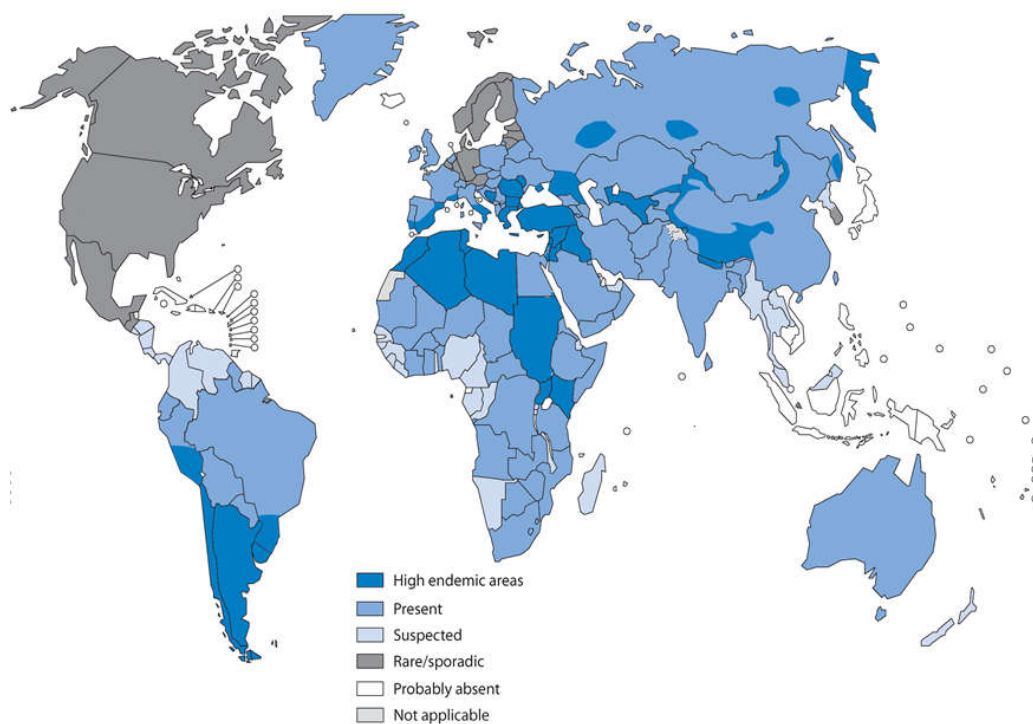 High endemic areas
Present
Suspected
Rare/sporadic
Probably absent
Not applicable